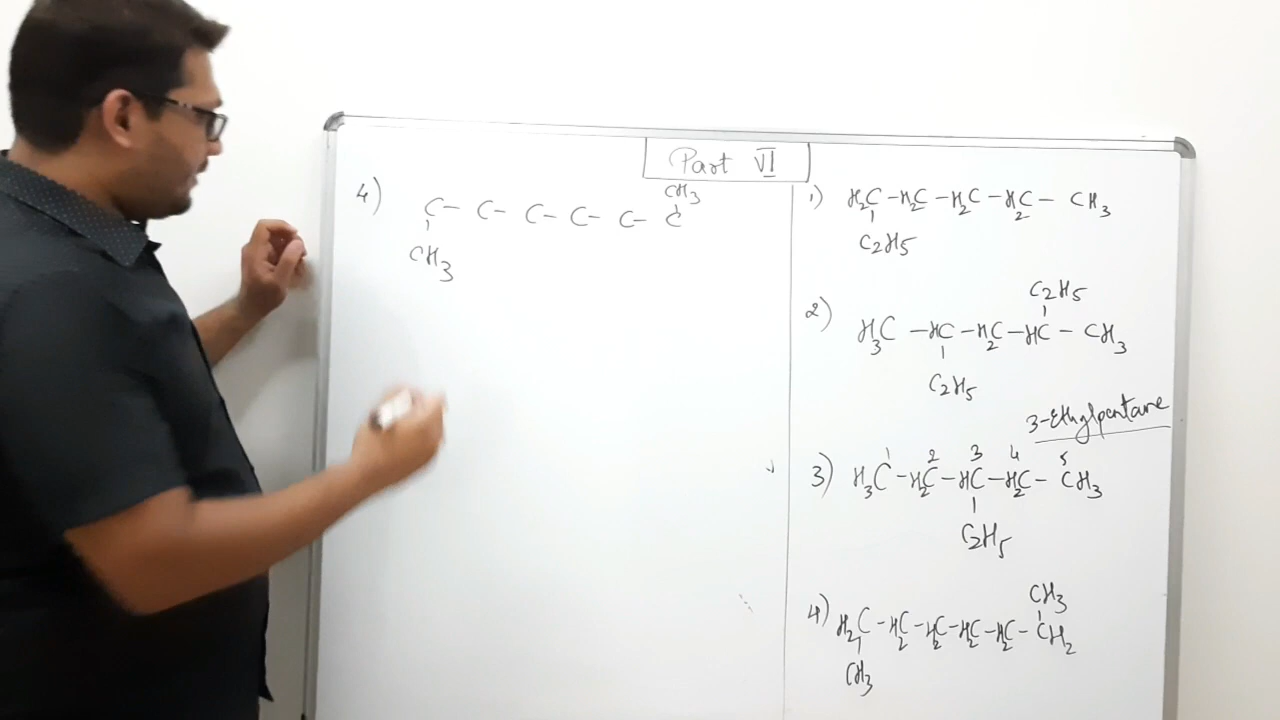 Part VI
4)
CH3
C- C- C- C- C- C
CH3
1) H2C-H2C-H2C-H2C-CH3
C2H5
C2H5
2) H3C-HC-H2C-HC-CH3
C2H5
3-Ethylpentane
1 2 3 4 5
3) H3C-H2C-HC-H2C-CH3
C2H5
CH3
4) H2C-H2C-H2C-H2C-H2C-CH2
CH3